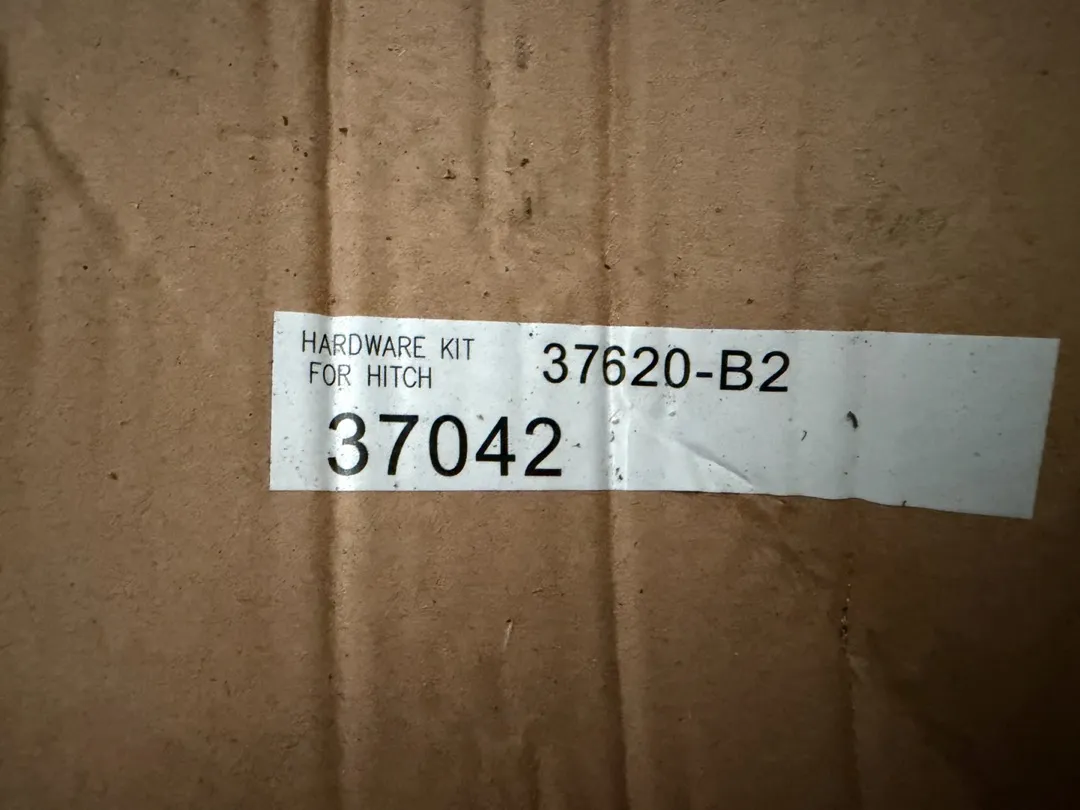 HARDWARE KIT
FOR HITCH
37620-B2
37042